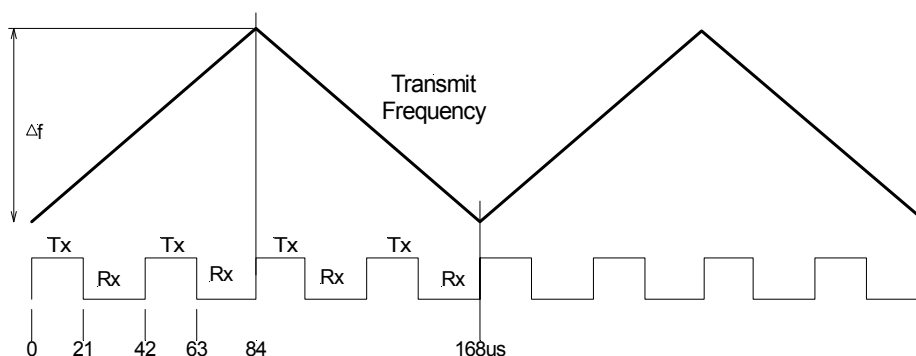 Transmit
Frequency
Δf
Tx
Tx
Tx
Tx
Rx
Rx
Rx
Rx
0 21 42 63 84 168us